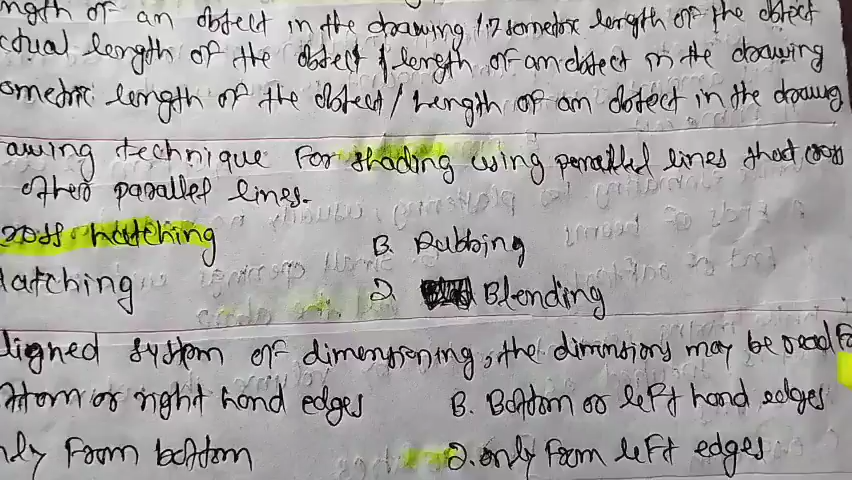 ngth of an object in the drawing / Isometric length of the object
ctual length of the object / length of an object in the drawing
ometric length of the object / Length of an object in the drawing
awing technique for shading using parallel lines that cross
other parallel lines.
ross hatching B. Rubbing
Hatching D. Blending
ligned system of dimensioning, the dimensions may be read f
ottom or right hand edges B. Bottom or left hand edges
nly from bottom D. only from left edges